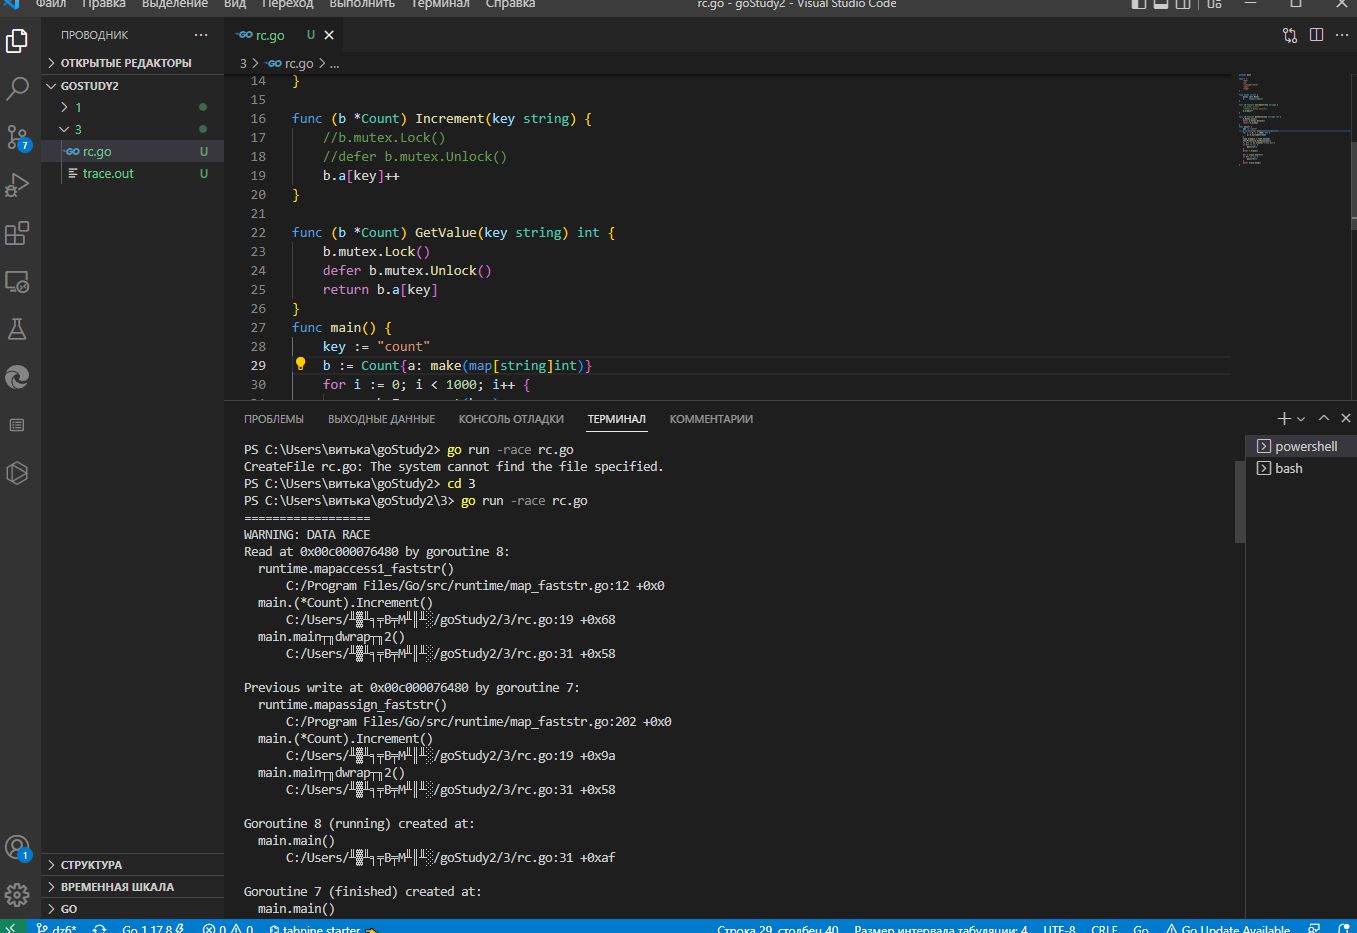 Файл Правка Выделение Вид Переход Выполнить Терминал Справка
rc.go - goStudy2 - Visual Studio Code
ПРОВОДНИК
rc.go U
ОТКРЫТЫЕ РЕДАКТОРЫ
3 > rc.go > ...
GOSTUDY2
1
3
rc.go U
trace.out U
7
14 }
15
16 func (b *Count) Increment(key string) {
17 //b.mutex.Lock()
18 //defer b.mutex.Unlock()
19 b.a[key]++
20 }
21
22 func (b *Count) GetValue(key string) int {
23 b.mutex.Lock()
24 defer b.mutex.Unlock()
25 return b.a[key]
26 }
27 func main() {
28 key := "count"
29 b := Count{a: make(map[string]int)}
30 for i := 0; i < 1000; i++ {
ПРОБЛЕМЫ ВЫХОДНЫЕ ДАННЫЕ КОНСОЛЬ ОТЛАДКИ ТЕРМИНАЛ КОММЕНТАРИИ
powershell
bash
PS C:\Users\витька\goStudy2> go run -race rc.go
CreateFile rc.go: The system cannot find the file specified.
PS C:\Users\витька\goStudy2> cd 3
PS C:\Users\витька\goStudy2\3> go run -race rc.go
==================
WARNING: DATA RACE
Read at 0x00c000076480 by goroutine 8:
runtime.mapaccess1_faststr()
C:/Program Files/Go/src/runtime/map_faststr.go:12 +0x0
main.(*Count).Increment()
C:/Users/ /goStudy2/3/rc.go:19 +0x68
main.main┬╖dwrap┬╖2()
C:/Users/ /goStudy2/3/rc.go:31 +0x58
Previous write at 0x00c000076480 by goroutine 7:
runtime.mapassign_faststr()
C:/Program Files/Go/src/runtime/map_faststr.go:202 +0x0
main.(*Count).Increment()
C:/Users/ /goStudy2/3/rc.go:19 +0x9a
main.main┬╖dwrap┬╖2()
C:/Users/ /goStudy2/3/rc.go:31 +0x58
Goroutine 8 (running) created at:
main.main()
C:/Users/ /goStudy2/3/rc.go:31 +0xaf
Goroutine 7 (finished) created at:
main.main()
1
СТРУКТУРА
ВРЕМЕННАЯ ШКАЛА
GO
dz6* Go 1.17.8 0 0 tabnine starter Строка 29, столбец 40 Размер интервала табуляции: 4 UTF-8 CRLF Go Go Update Available